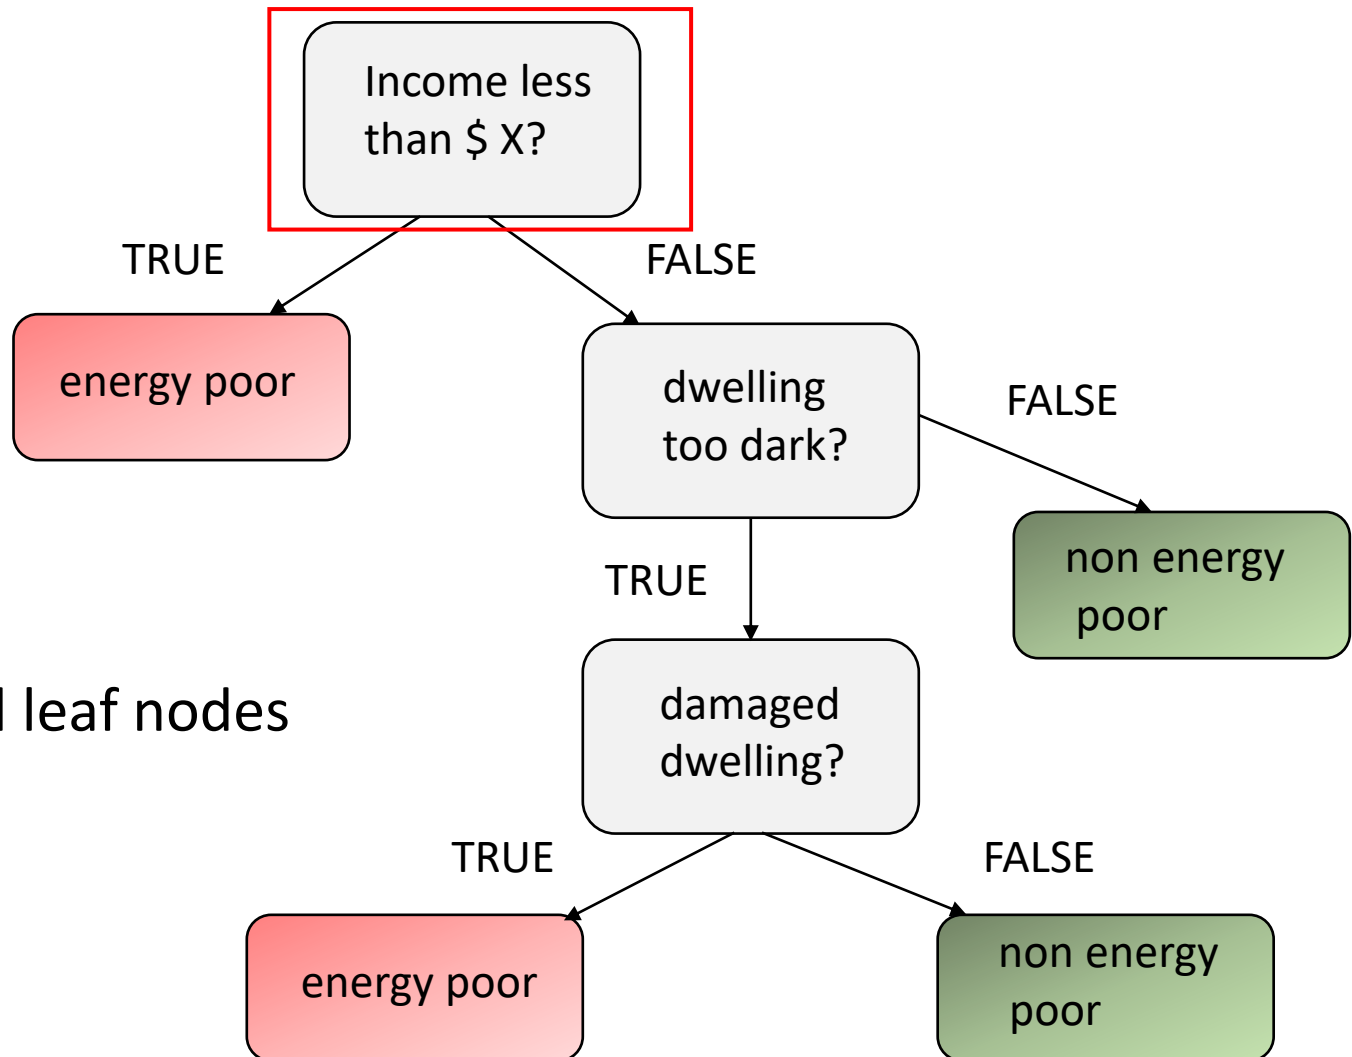 Income less
than $ X?
TRUE
FALSE
energy poor
dwelling
too dark?
FALSE
TRUE
non energy
poor
leaf nodes
damaged
dwelling?
TRUE
FALSE
energy poor
non energy
poor